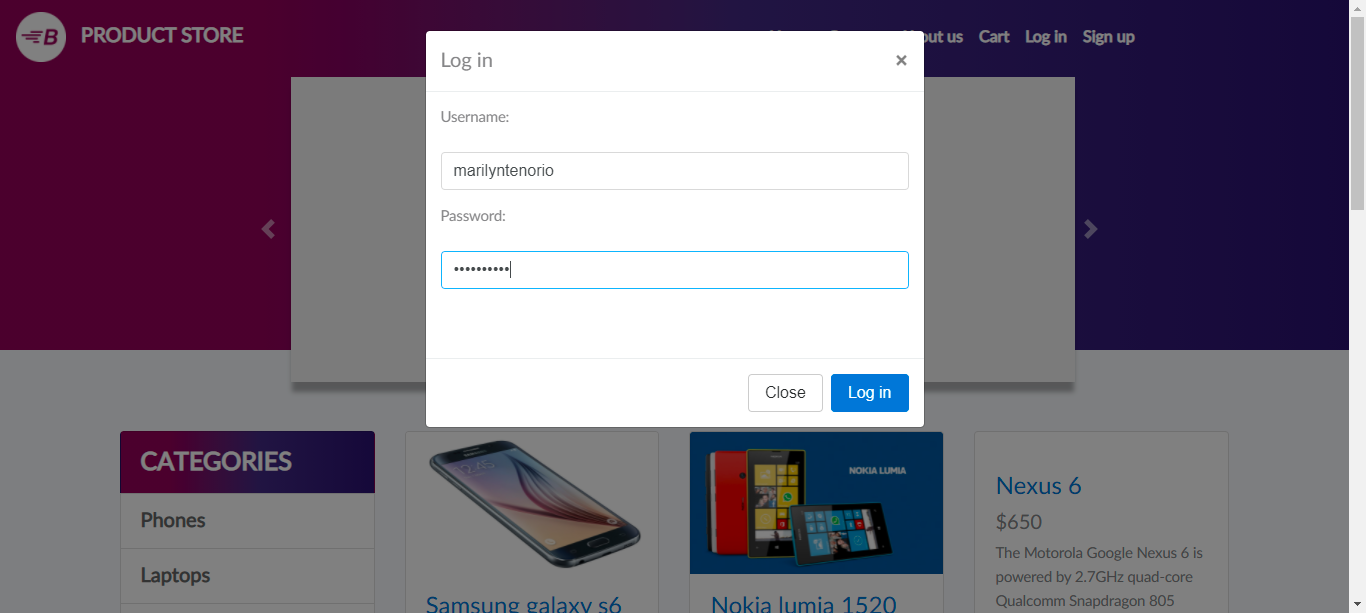 B PRODUCT STORE
out us Cart Log in Sign up
Log in ×
Username:
marilyntenorio
Password:
••••••••••
Close Log in
CATEGORIES
Phones
Laptops
Samsung galaxy s6
NOKIA LUMIA
Nokia lumia 1520
Nexus 6
$650
The Motorola Google Nexus 6 is
powered by 2.7GHz quad-core
Qualcomm Snapdragon 805